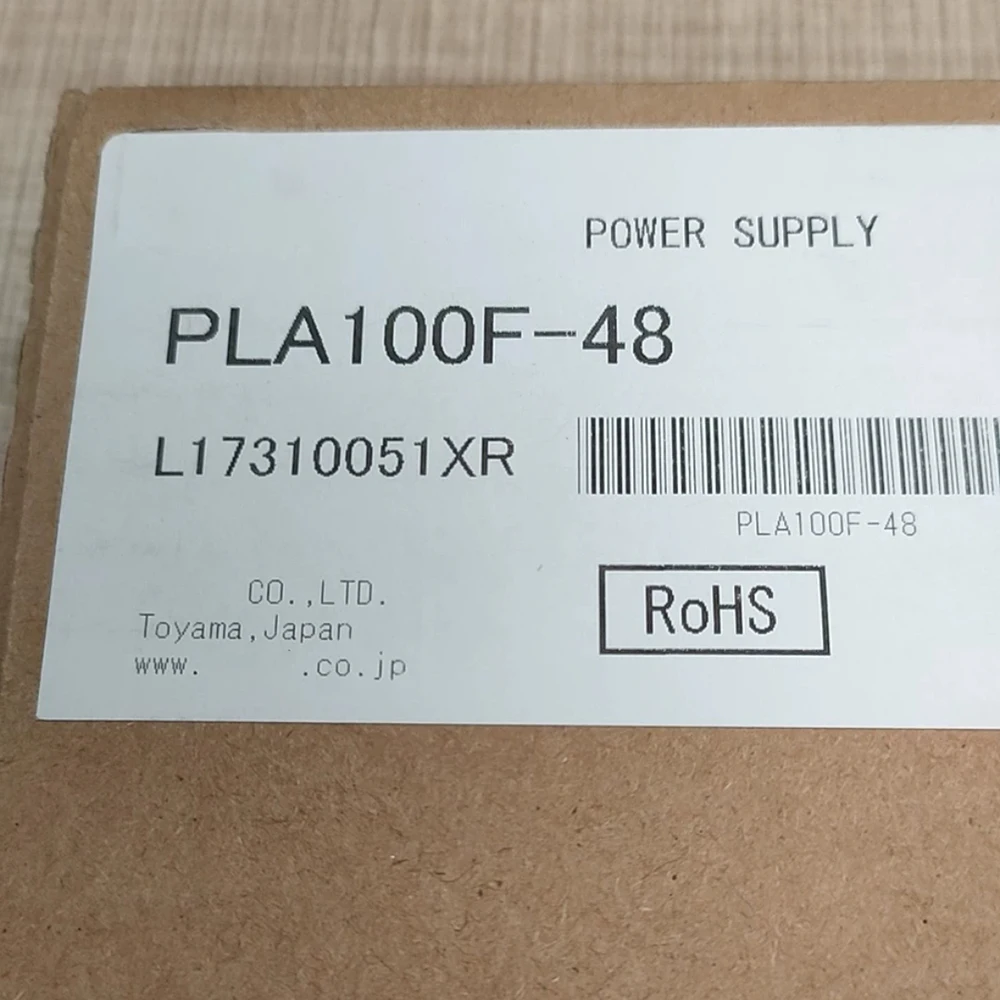 POWER SUPPLY
PLA100F-48
L17310051XR
PLA100F-48
CO.,LTD.
Toyama,Japan
www. .co.jp
RoHS